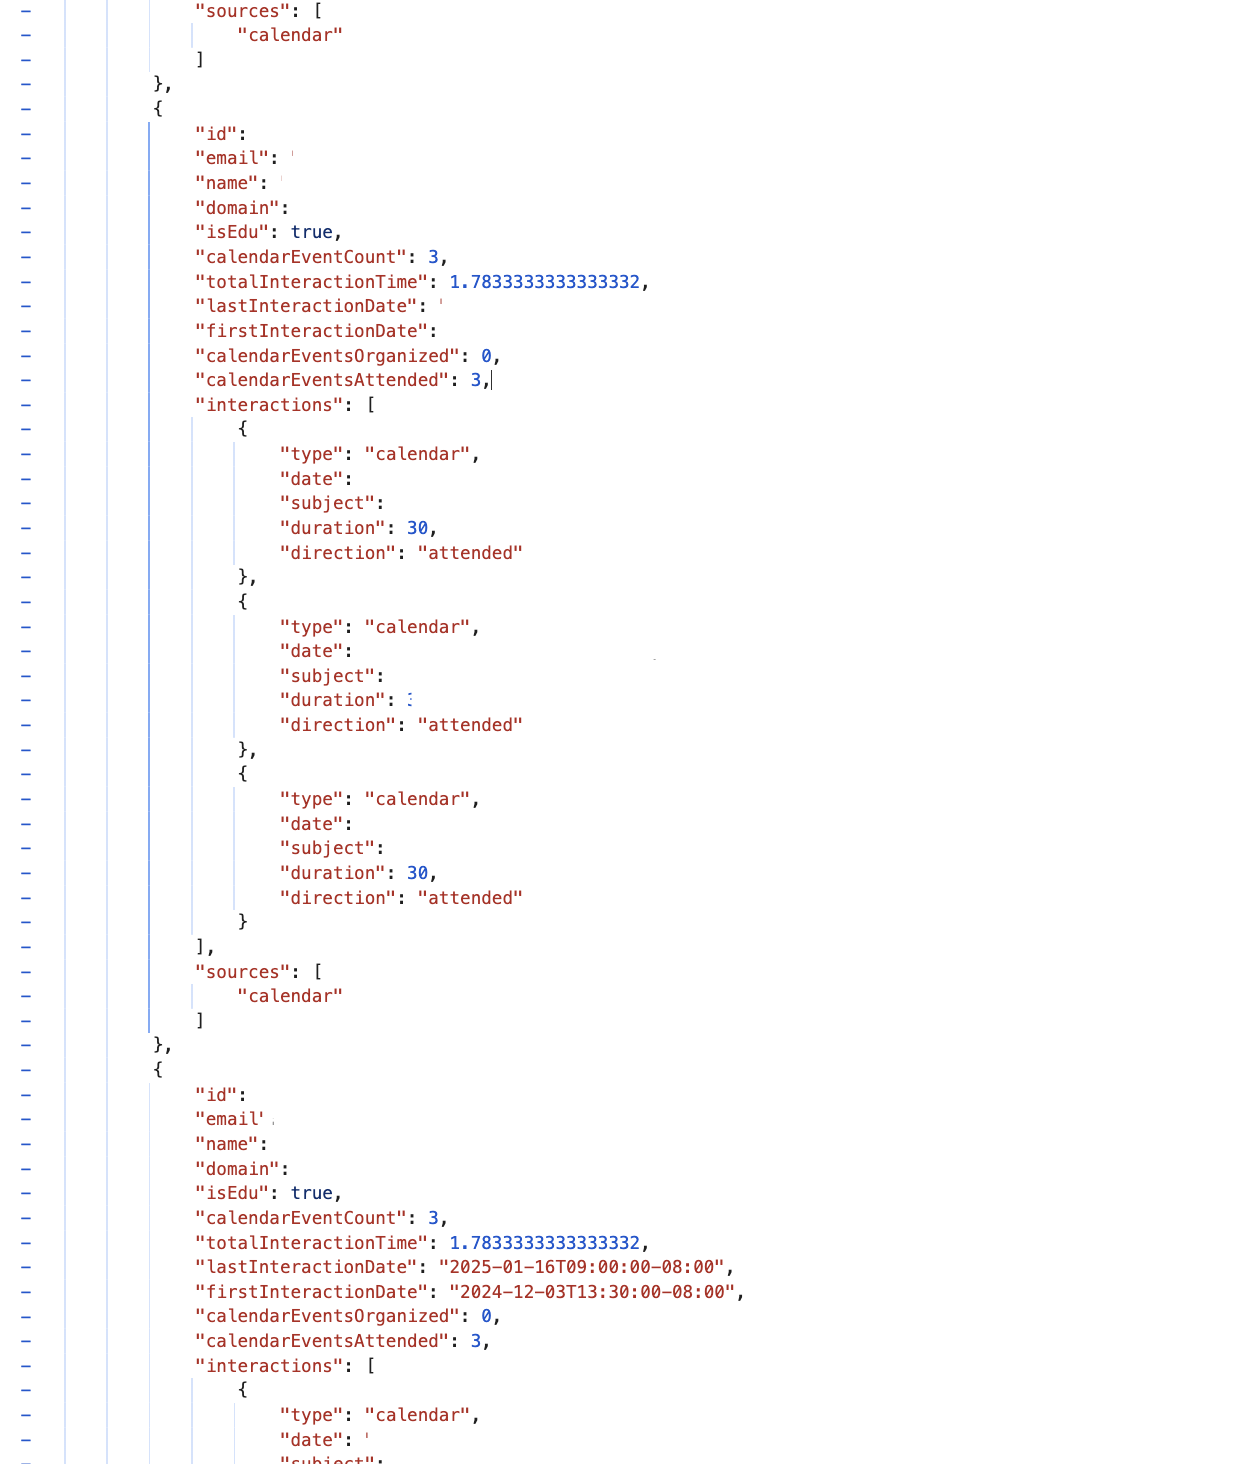 "sources": [
"calendar"
]
},
{
"id":
"email":
"name":
"domain":
"isEdu": true,
"calendarEventCount": 3,
"totalInteractionTime": 1.7833333333333332,
"lastInteractionDate": '
"firstInteractionDate":
"calendarEventsOrganized": 0,
"calendarEventsAttended": 3,
"interactions": [
{
"type": "calendar",
"date":
"subject":
"duration": 30,
"direction": "attended"
},
{
"type": "calendar",
"date":
"subject":
"duration":
"direction": "attended"
},
{
"type": "calendar",
"date":
"subject":
"duration": 30,
"direction": "attended"
}
],
"sources": [
"calendar"
]
},
{
"id":
"email'
"name":
"domain":
"isEdu": true,
"calendarEventCount": 3,
"totalInteractionTime": 1.7833333333333332,
"lastInteractionDate": "2025-01-16T09:00:00-08:00",
"firstInteractionDate": "2024-12-03T13:30:00-08:00",
"calendarEventsOrganized": 0,
"calendarEventsAttended": 3,
"interactions": [
{
"type": "calendar",
"date": '
"subject":